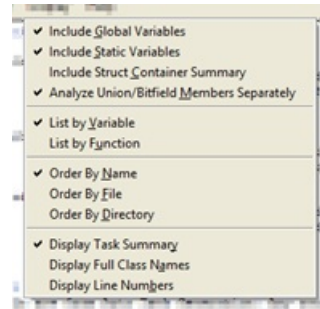 Include Global Variables
Include Static Variables
Include Struct Container Summary
Analyze Union/Bitfield Members Separately
List by Variable
List by Function
Order By Name
Order By File
Order By Directory
Display Task Summary
Display Full Class Names
Display Line Numbers